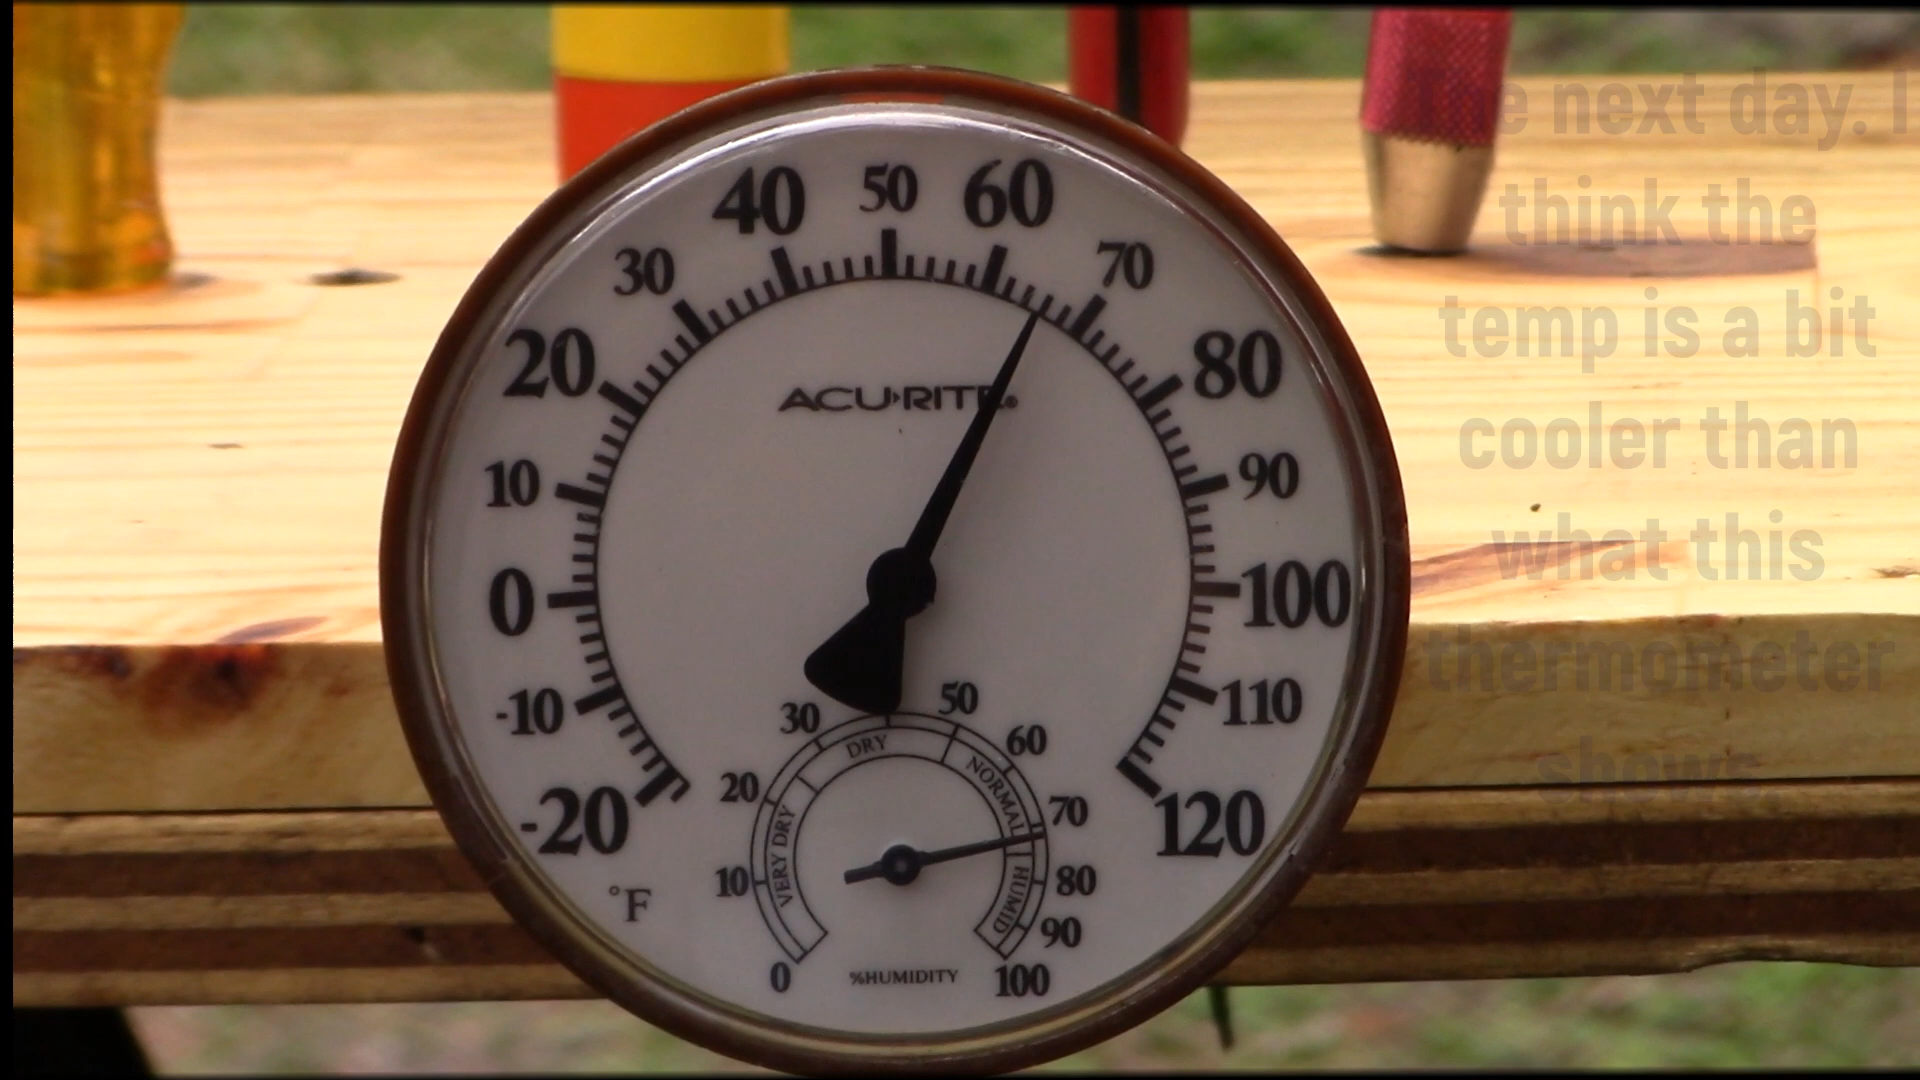 The next day. I
think the
temp is a bit
cooler than
what this
thermometer
shows.
50
40
60
30
70
20
80
ACU›RITE®
10
90
0
100
-10
110
-20
120
°F
30
50
60
20
70
10
80
90
0
100
DRY
NORMAL
VERY DRY
HUMID
%HUMIDITY